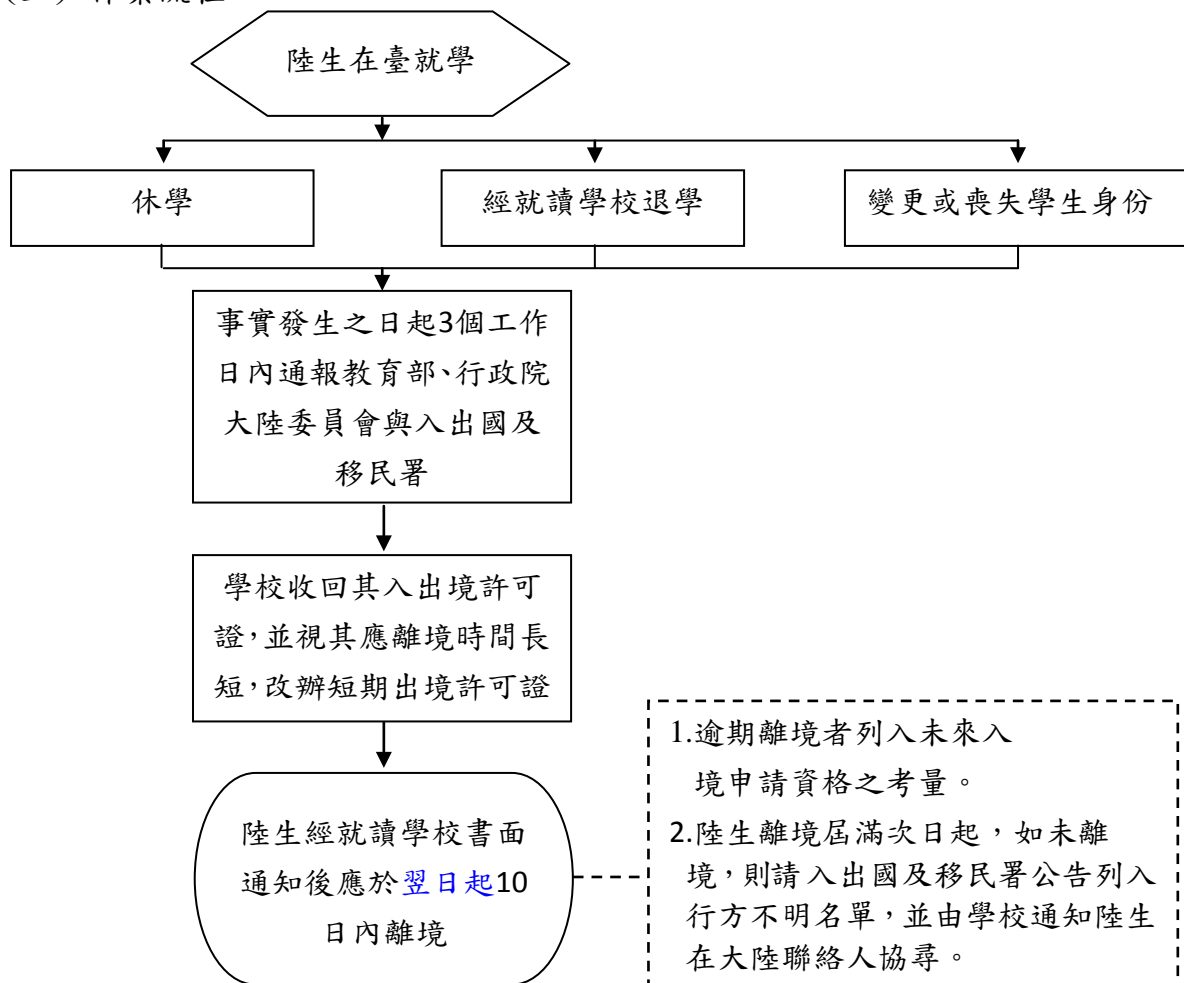 陸生在臺就學
休學
經就讀學校退學
變更或喪失學生身份
事實發生之日起3個工作
日內通報教育部、行政院
大陸委員會與入出國及
移民署
學校收回其入出境許可
證，並視其應離境時間長
短，改辦短期出境許可證
陸生經就讀學校書面
通知後應於翌日起10
日內離境
1.逾期離境者列入未來入
境申請資格之考量。
2.陸生離境屆滿次日起，如未離
境，則請入出國及移民署公告列入
行方不明名單，並由學校通知陸生
在大陸聯絡人協尋。